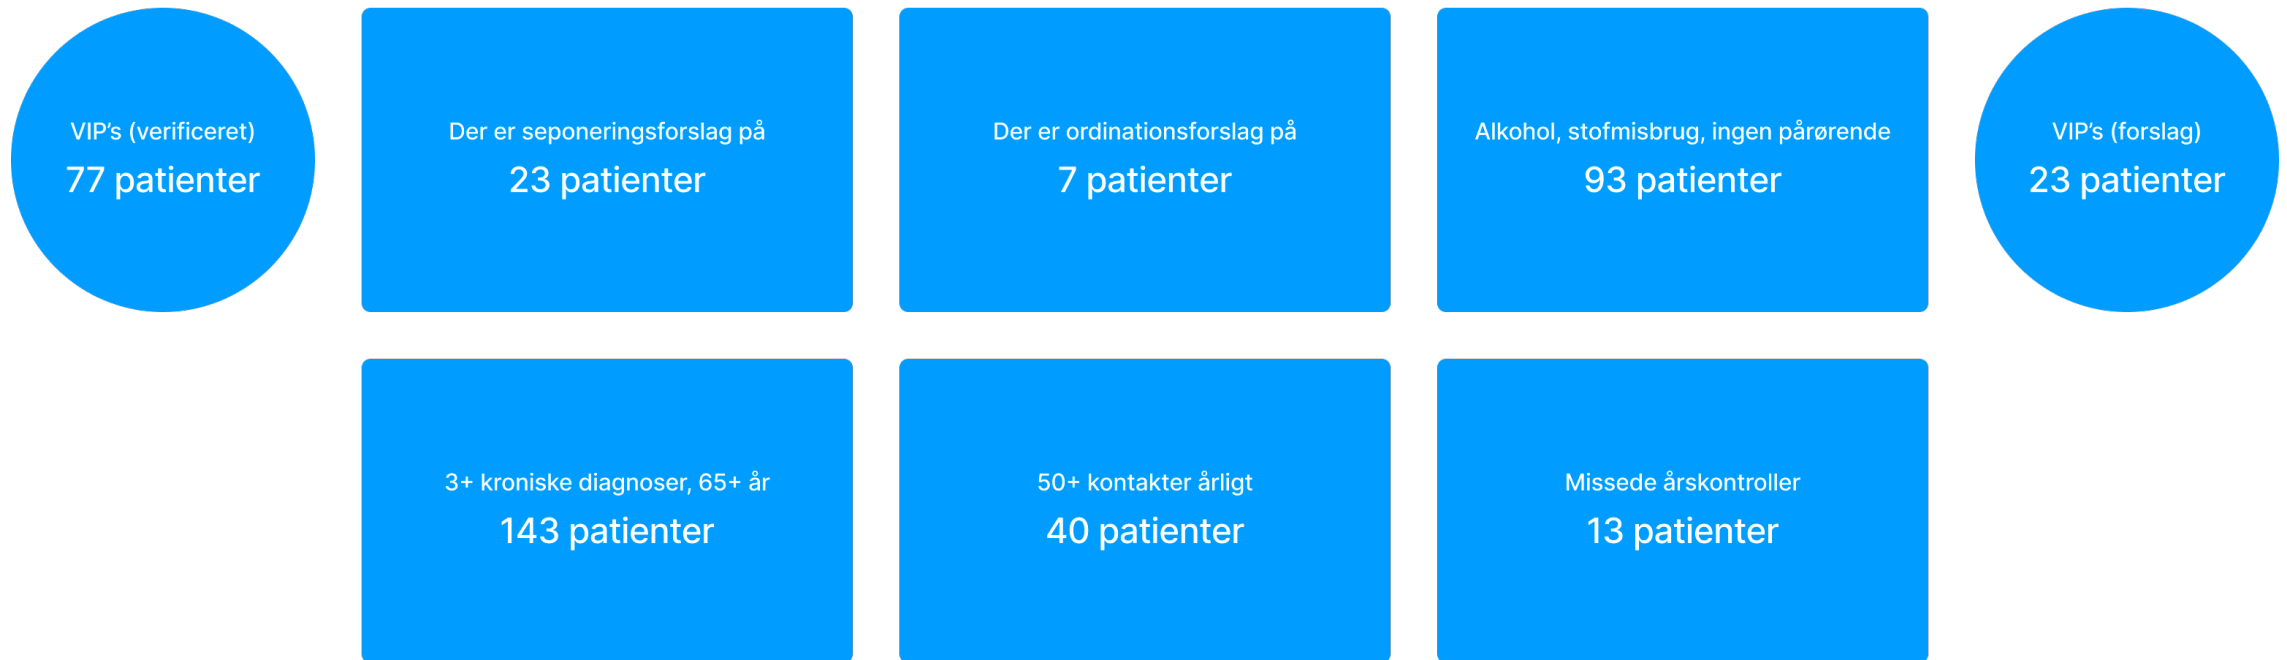 VIP’s (verificeret)
77 patienter
Der er seponeringsforslag på
23 patienter
Der er ordinationsforslag på
7 patienter
Alkohol, stofmisbrug, ingen pårørende
93 patienter
VIP’s (forslag)
23 patienter
3+ kroniske diagnoser, 65+ år
143 patienter
50+ kontakter årligt
40 patienter
Missede årskontroller
13 patienter